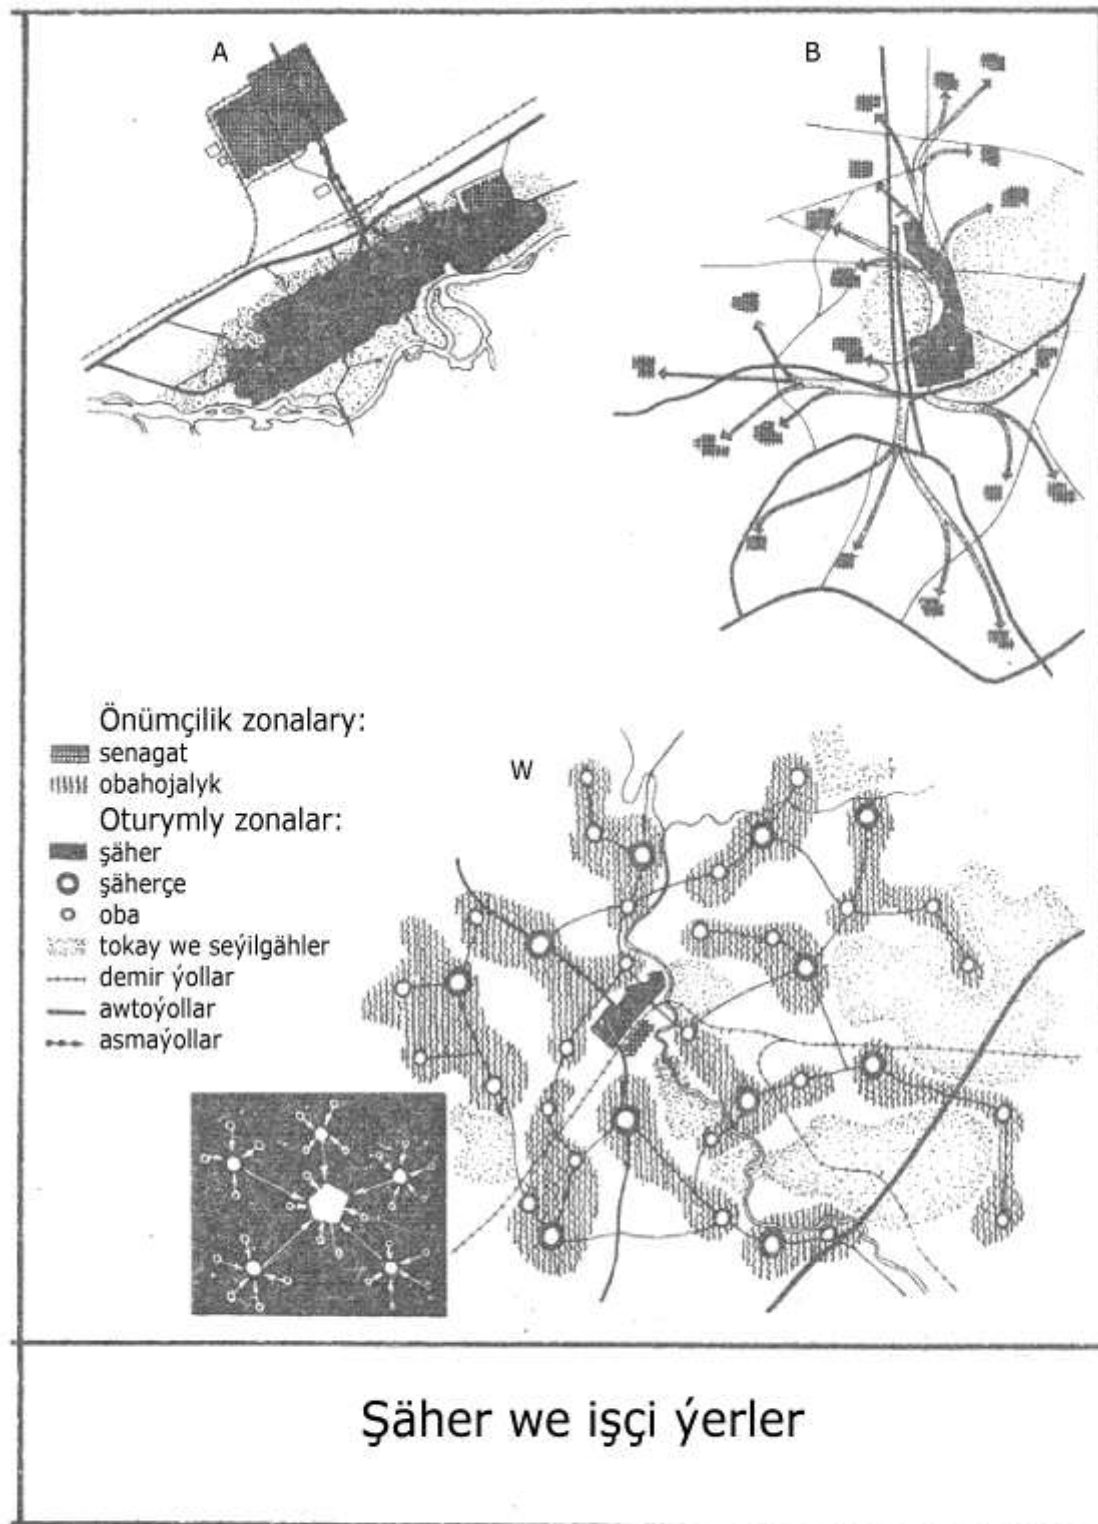 A
B
Önümçilik zonalary:
senagat
obahojalyk
Oturymly zonalar:
şäher
şäherçe
oba
tokay we seýilgähler
demir ýollar
awtoýollar
asmaýollar
W
Şäher we işçi ýerler